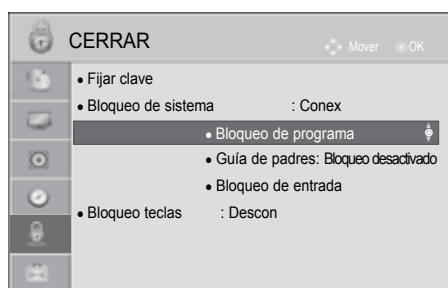 CERRAR
Mover OK
• Fijar clave
• Bloqueo de sistema : Conex
• Bloqueo de programa
• Guía de padres: Bloqueo desactivado
• Bloqueo de entrada
• Bloqueo teclas : Descon